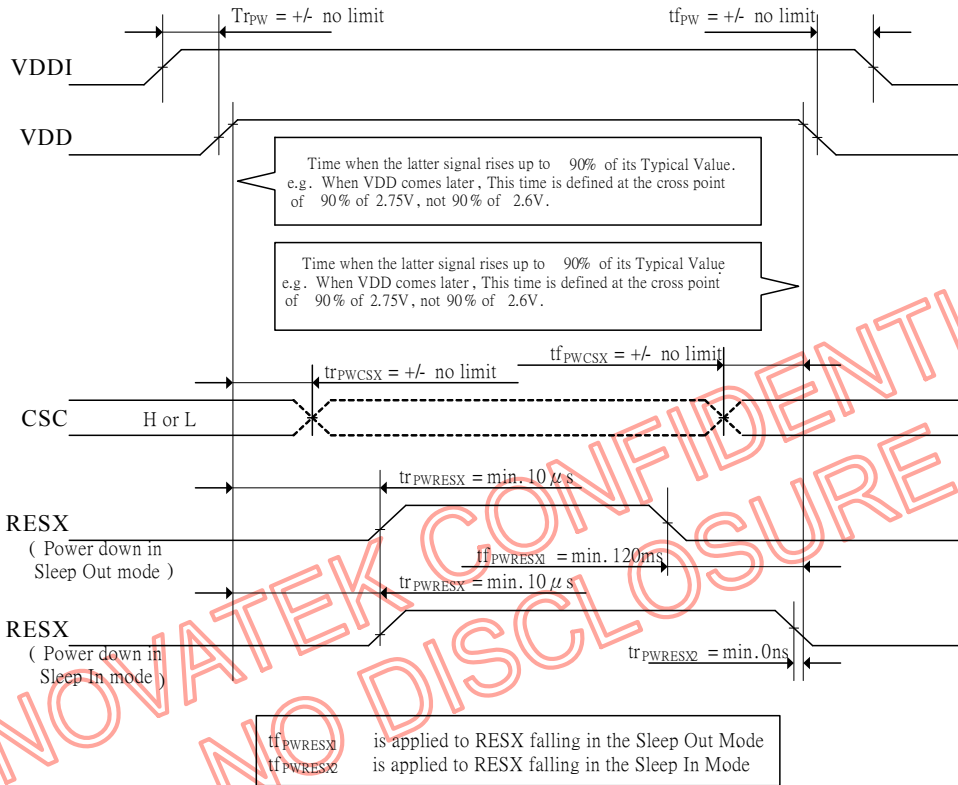 Tr PW = +/- no limit
tf PW = +/- no limit
VDDI
VDD
Time when the latter signal rises up to 90% of its Typical Value.
e.g. When VDD comes later, This time is defined at the cross point
of 90% of 2.75V, not 90% of 2.6V.
Time when the latter signal rises up to 90% of its Typical Value
e.g. When VDD comes later, This time is defined at the cross point
of 90% of 2.75V, not 90% of 2.6V.
tf PWCSX = +/- no limit
tr PWCSX = +/- no limit
CSC
H or L
tr PWRESX = min. 10 μ s
RESX
( Power down in
Sleep Out mode )
tf PWRESX1 = min. 120ms
tr PWRESX = min. 10 μ s
RESX
( Power down in
Sleep In mode )
tr PWRESX2 = min. 0ns
tf PWRESX1 is applied to RESX falling in the Sleep Out Mode
tf PWRESX2 is applied to RESX falling in the Sleep In Mode
NOVATEK CONFIDENTI
NO DISCLOSURE